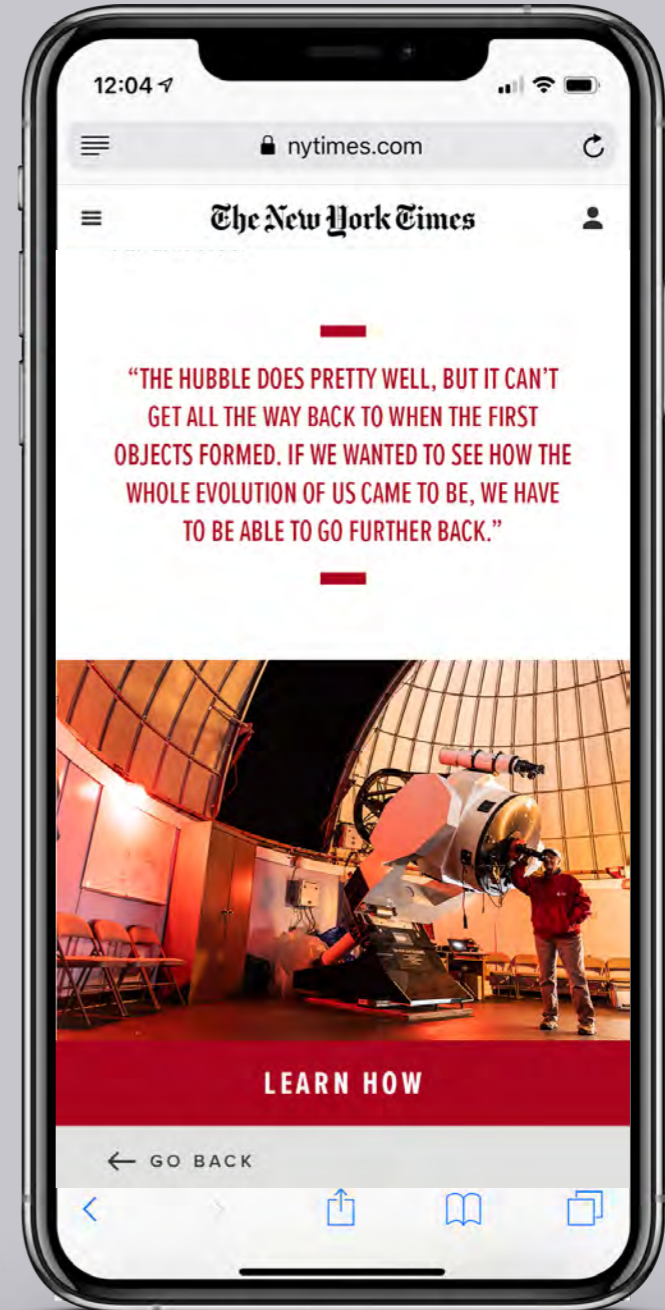 12:04
nytimes.com
The New York Times
“THE HUBBLE DOES PRETTY WELL, BUT IT CAN’T
GET ALL THE WAY BACK TO WHEN THE FIRST
OBJECTS FORMED. IF WE WANTED TO SEE HOW THE
WHOLE EVOLUTION OF US CAME TO BE, WE HAVE
TO BE ABLE TO GO FURTHER BACK.”
LEARN HOW
← GO BACK